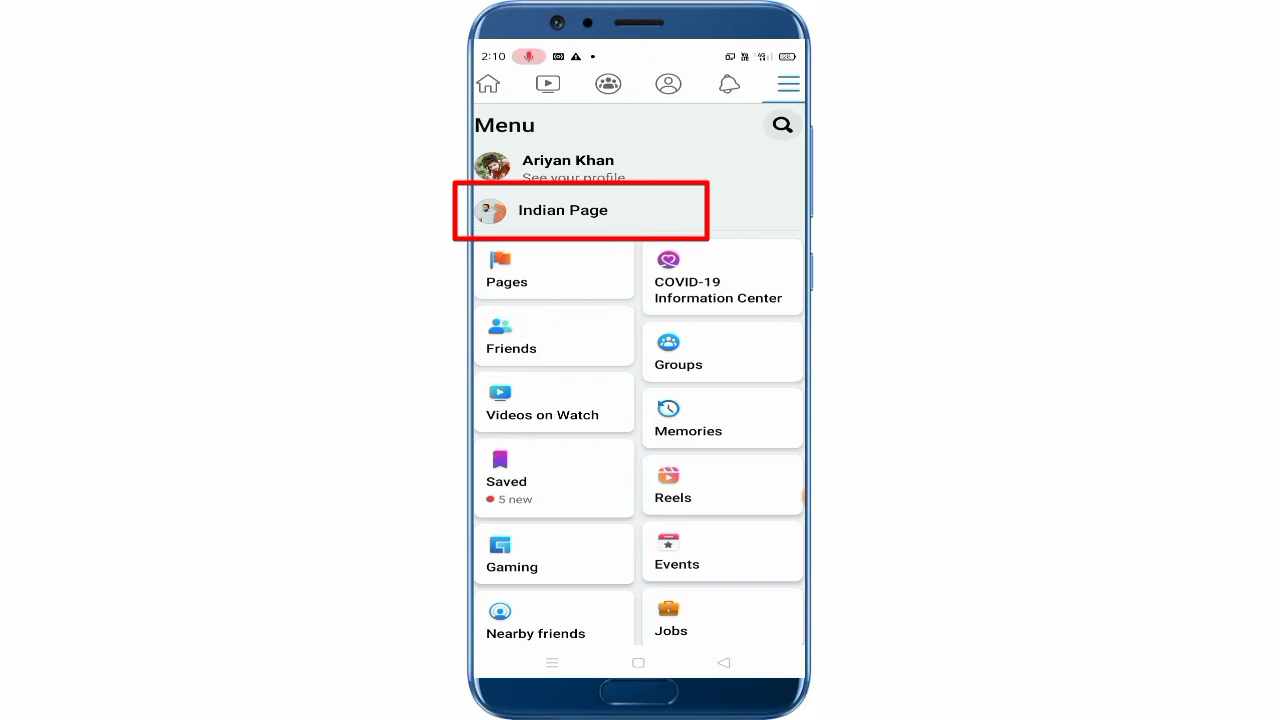 2:10
Menu
Ariyan Khan
See your profile
Indian Page
Pages
COVID-19
Information Center
Friends
Groups
Videos on Watch
Memories
Saved
5 new
Reels
Gaming
Events
Nearby friends
Jobs